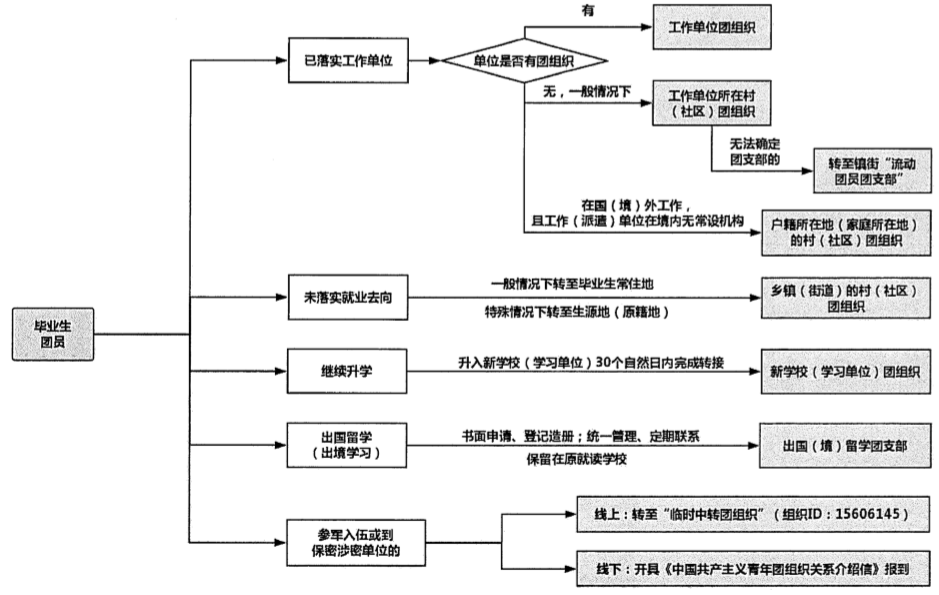 有
已落实工作单位
单位是否有团组织
工作单位团组织
无，一般情况下
工作单位所在村
（社区）团组织
无法确定
团支部的
转至镇街“流动
团员团支部”
在国（境）外工作，
且工作（派遣）单位在境内无常设机构
户籍所在地（家庭所在地）
的村（社区）团组织
毕业生
团员
未落实就业去向
一般情况下转至毕业生常住地
特殊情况下转至生源地（原籍地）
乡镇（街道）的村（社区）
团组织
继续升学
升入新学校（学习单位）30个自然日内完成转接
新学校（学习单位）团组织
出国留学
（出境学习）
书面申请、登记造册；统一管理、定期联系
保留在原就读学校
出国（境）留学团支部
参军入伍或到
保密涉密单位的
线上：转至“临时中转团组织”（组织ID：15606145）
线下：开具《中国共产主义青年团组织关系介绍信》报到